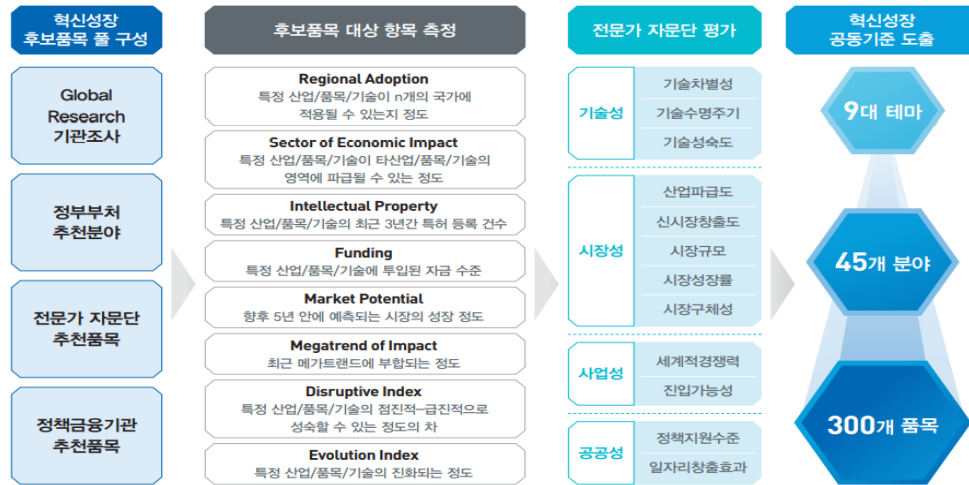 혁신성장
후보품목 풀 구성
Global
Research
기관조사
정부부처
추천분야
전문가 자문단
추천품목
정책금융기관
추천품목
후보품목 대상 항목 측정
Regional Adoption
특정 산업/품목/기술이 n개의 국가에
적용될 수 있는지 정도
Sector of Economic Impact
특정 산업/품목/기술이 타산업/품목/기술의
영역에 파급될 수 있는 정도
Intellectual Property
특정 산업/품목/기술의 최근 3년간 특허 등록 건수
Funding
특정 산업/품목/기술에 투입된 자금 수준
Market Potential
향후 5년 안에 예측되는 시장의 성장 정도
Megatrend of Impact
최근 메가트랜드에 부합되는 정도
Disruptive Index
특정 산업/품목/기술의 점진적–급진적으로
성숙할 수 있는 정도의 차
Evolution Index
특정 산업/품목/기술의 진화되는 정도
전문가 자문단 평가
기술성
기술차별성
기술수명주기
기술성숙도
시장성
산업파급도
신시장창출도
시장규모
시장성장률
시장구체성
사업성
세계적경쟁력
진입가능성
공공성
정책지원수준
일자리창출효과
혁신성장
공동기준 도출
9대 테마
45개 분야
300개 품목